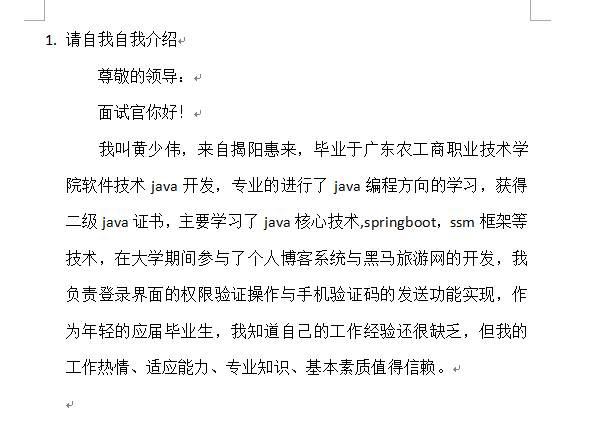 1. 请自我自我介绍
尊敬的领导：
面试官你好！
我叫黄少伟，来自揭阳惠来，毕业于广东农工商职业技术学
院软件技术 java 开发，专业的进行了 java 编程方向的学习，获得
二级 java 证书，主要学习了 java 核心技术,springboot，ssm 框架等
技术，在大学期间参与了个人博客系统与黑马旅游网的开发，我
负责登录界面的权限验证操作与手机验证码的发送功能实现，作
为年轻的应届毕业生，我知道自己的工作经验还很缺乏，但我的
工作热情、适应能力、专业知识、基本素质值得信赖。